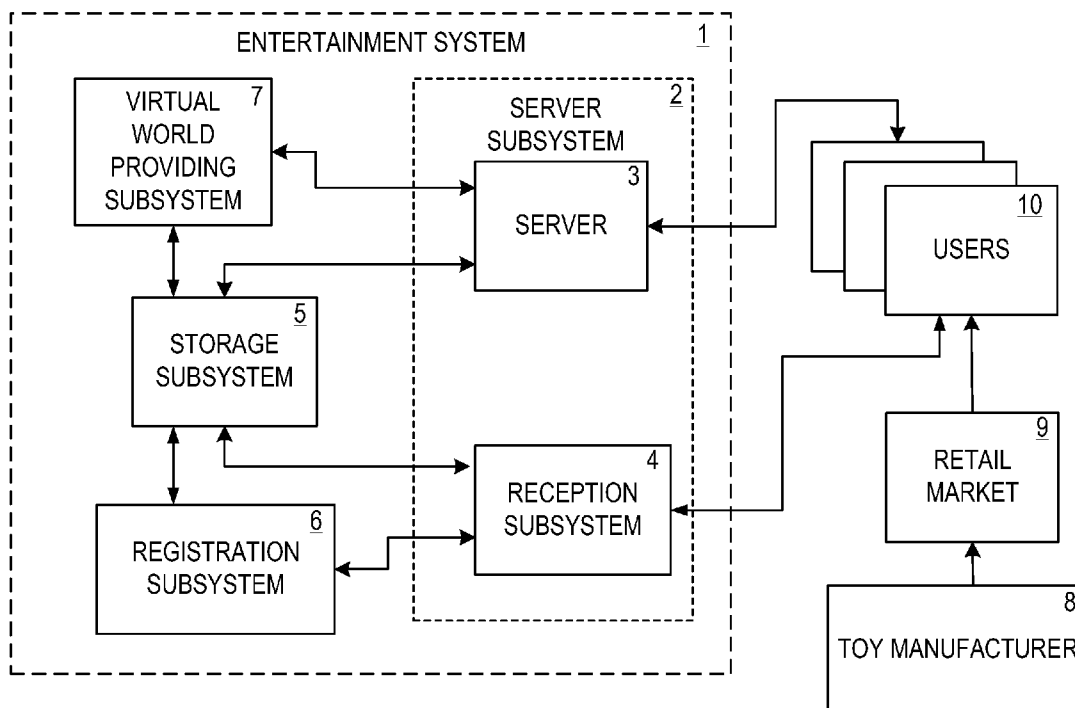 ENTERTAINMENT SYSTEM
1
7
VIRTUAL
WORLD
PROVIDING
SUBSYSTEM
2
SERVER
SUBSYSTEM
3
SERVER
10
USERS
5
STORAGE
SUBSYSTEM
4
RECEPTION
SUBSYSTEM
6
REGISTRATION
SUBSYSTEM
9
RETAIL
MARKET
8
TOY MANUFACTURER